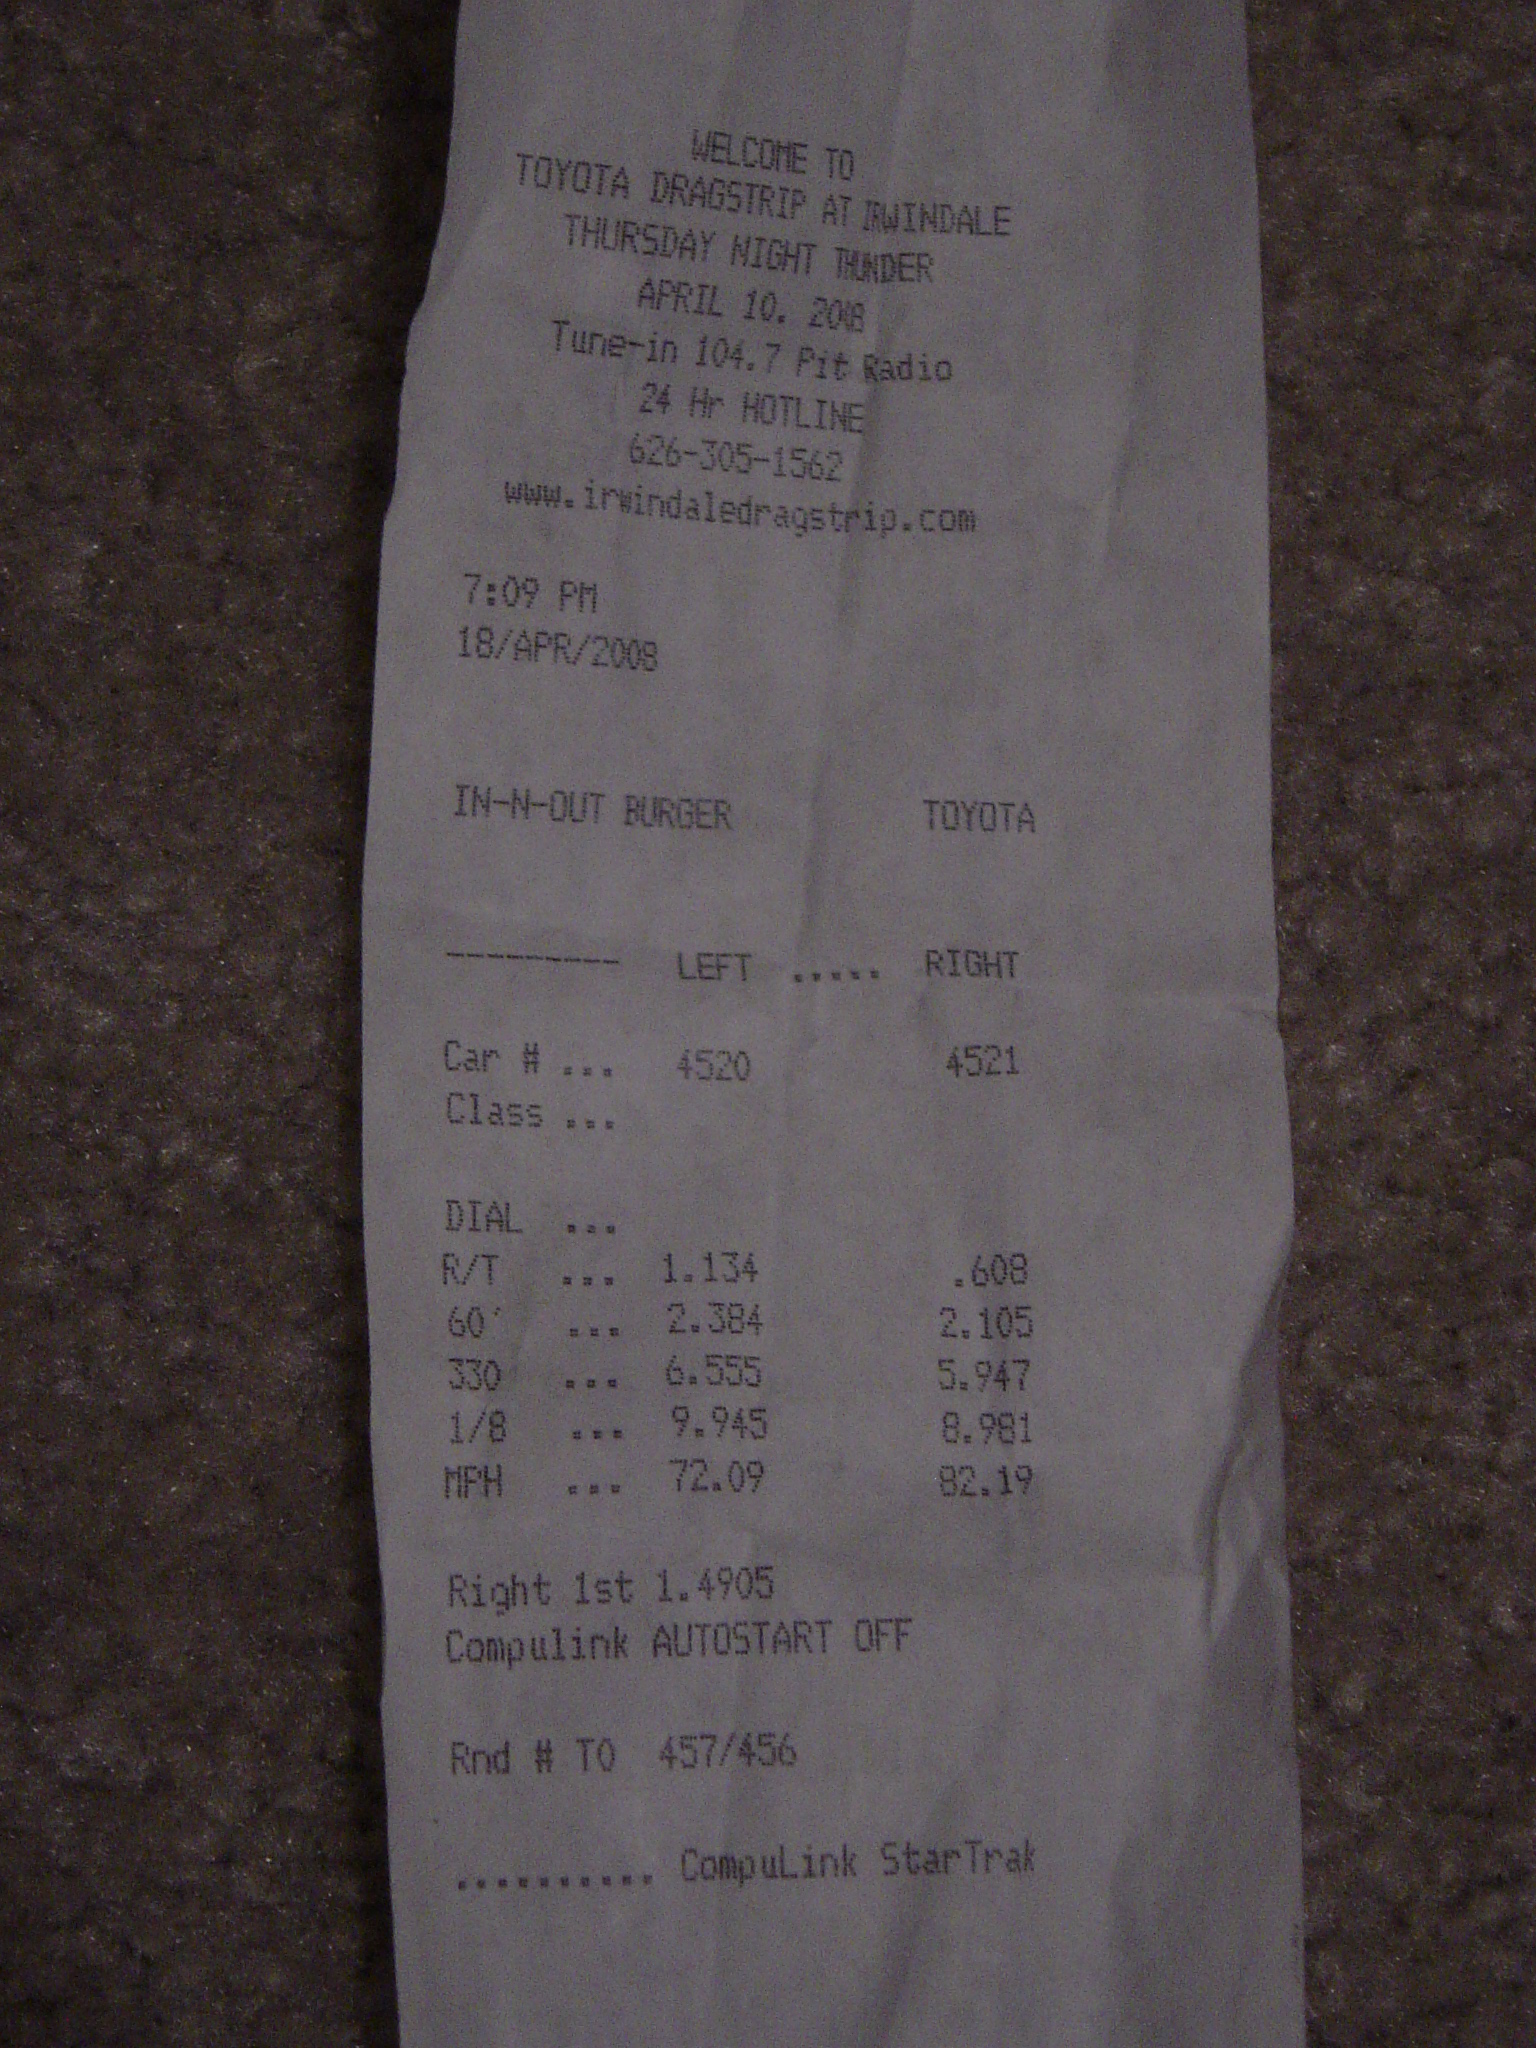 WELCOME TO
TOYOTA DRAGSTRIP AT IRWINDALE
THURSDAY NIGHT THUNDER
APRIL 10. 2008
Tune-in 104.7 Pit Radio
24 Hr HOTLINE
626-305-1562
www.irwindaledragstrip.com
7:09 PM
18/APR/2008
IN-N-OUT BURGER TOYOTA
--------- LEFT ..... RIGHT
Car # ... 4520 4521
Class ...
DIAL ...
R/T ... 1.134 .608
60' ... 2.384 2.105
330 ... 6.555 5.947
1/8 ... 9.945 8.981
MPH ... 72.09 82.19
Right 1st 1.4905
Compulink AUTOSTART OFF
Rnd # TO 457/456
.......... CompuLink StarTrak